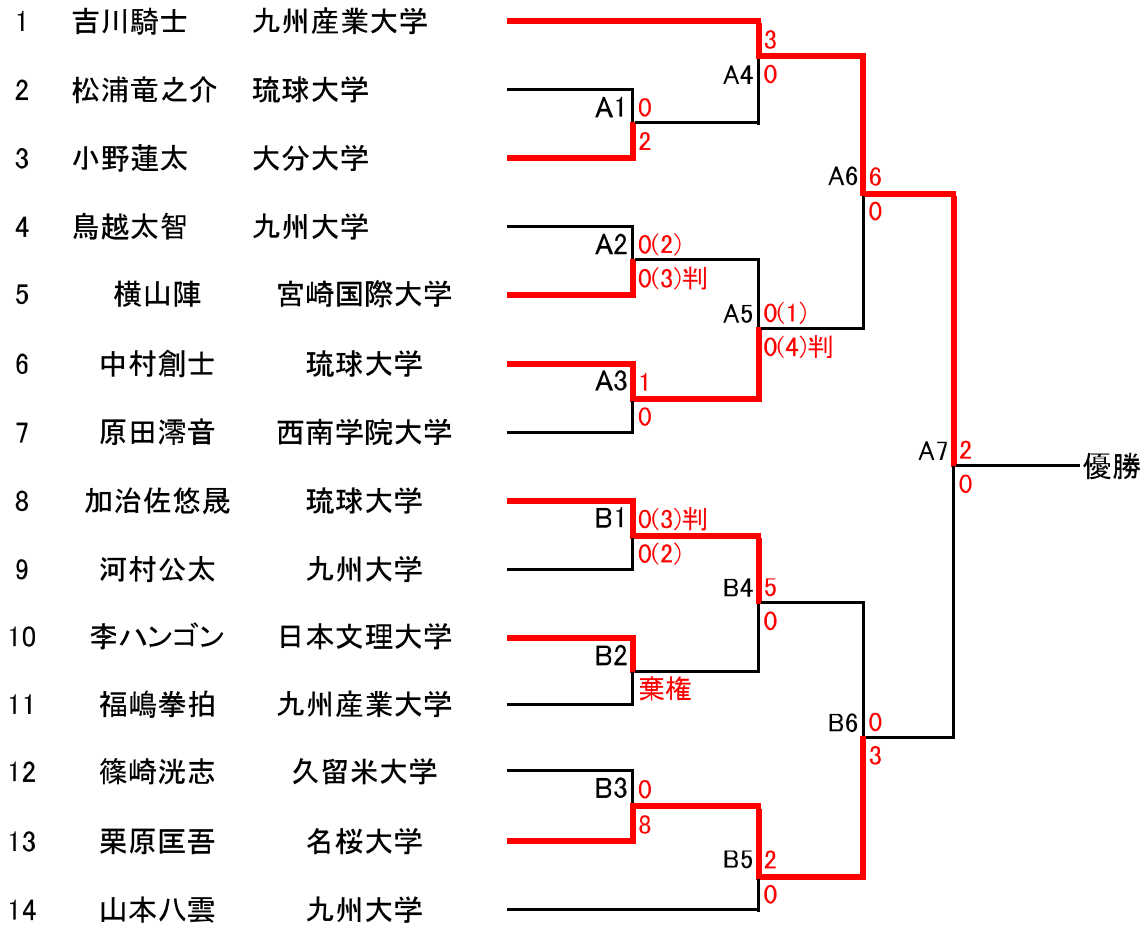 1 吉川騎士 九州産業大学
3
A4 0
2 松浦竜之介 琉球大学
A1 0
2
3 小野蓮太 大分大学
A6 6
0
4 鳥越太智 九州大学
A2 0(2)
0(3)判
5 横山陣 宮崎国際大学
A5 0(1)
0(4)判
6 中村創士 琉球大学
A3 1
0
7 原田澪音 西南学院大学
A7 2
0
優勝
8 加治佐悠晟 琉球大学
B1 0(3)判
0(2)
9 河村公太 九州大学
B4 5
0
10 李ハンゴン 日本文理大学
B2
棄権
11 福嶋拳拍 九州産業大学
B6 0
3
12 篠崎洸志 久留米大学
B3 0
8
13 栗原匡吾 名桜大学
B5 2
0
14 山本八雲 九州大学